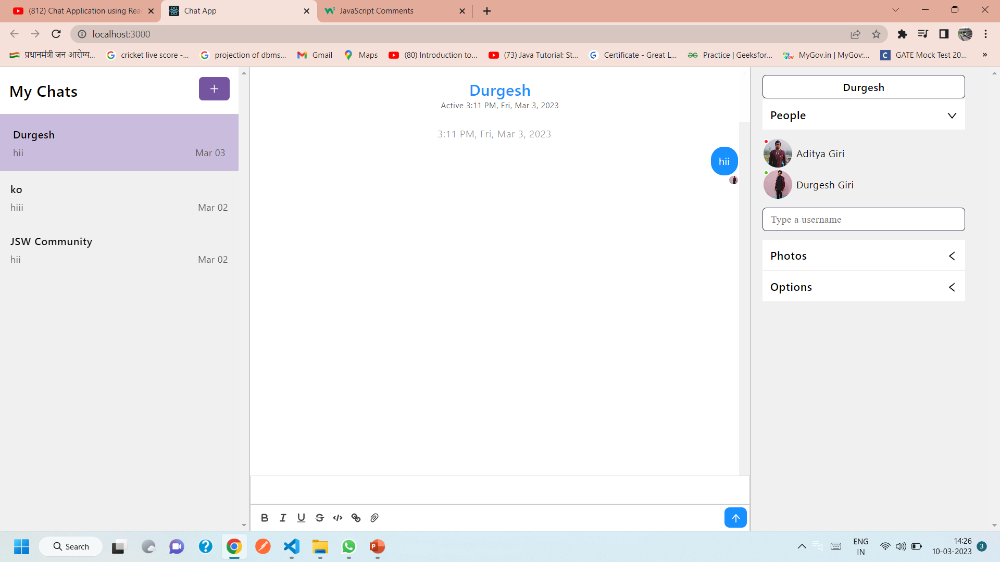 (812) Chat Application using Rea
Chat App
JavaScript Comments
localhost:3000
प्रधानमंत्री जन आरोग्य...
cricket live score -...
projection of dbms...
Gmail
Maps
(80) Introduction to...
(73) Java Tutorial: St...
Certificate - Great L...
Practice | Geeksfor...
MyGov.in | MyGov:...
GATE Mock Test 20...
»
My Chats
+
Durgesh
hii
Mar 03
ko
hiii
Mar 02
JSW Community
hii
Mar 02
Durgesh
Active 3:11 PM, Fri, Mar 3, 2023
3:11 PM, Fri, Mar 3, 2023
hii
B I U S </>
Durgesh
People
Aditya Giri
Durgesh Giri
Type a username
Photos
Options
Search
ENG
IN
14:26
10-03-2023
3